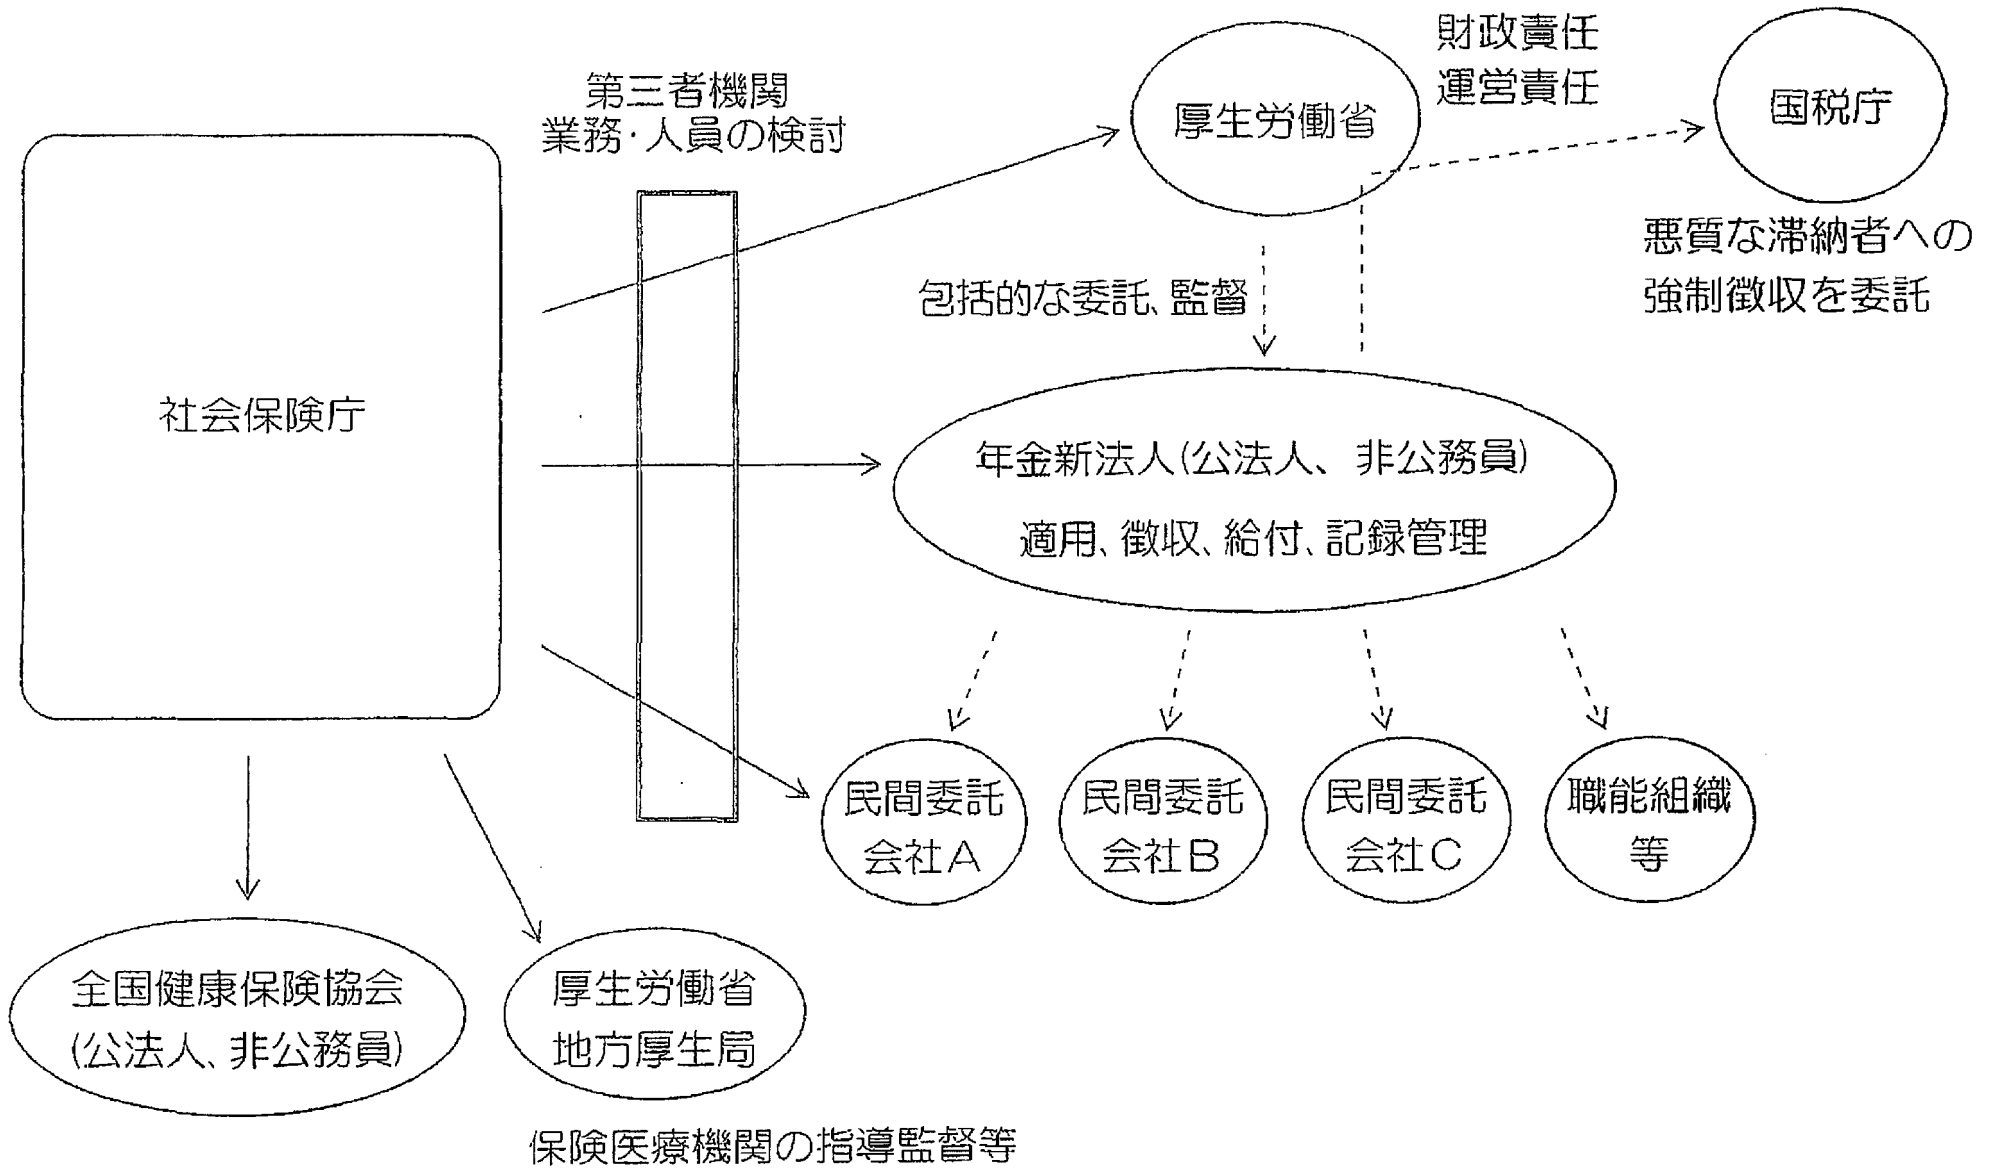 第三者機関
業務・人員の検討
社会保険庁
厚生労働省
財政責任
運営責任
国税庁
悪質な滞納者への
強制徴収を委託
包括的な委託、監督
年金新法人(公法人、非公務員)
適用、徴収、給付、記録管理
民間委託
会社A
民間委託
会社B
民間委託
会社C
職能組織
等
全国健康保険協会
(公法人、非公務員)
厚生労働省
地方厚生局
保険医療機関の指導監督等